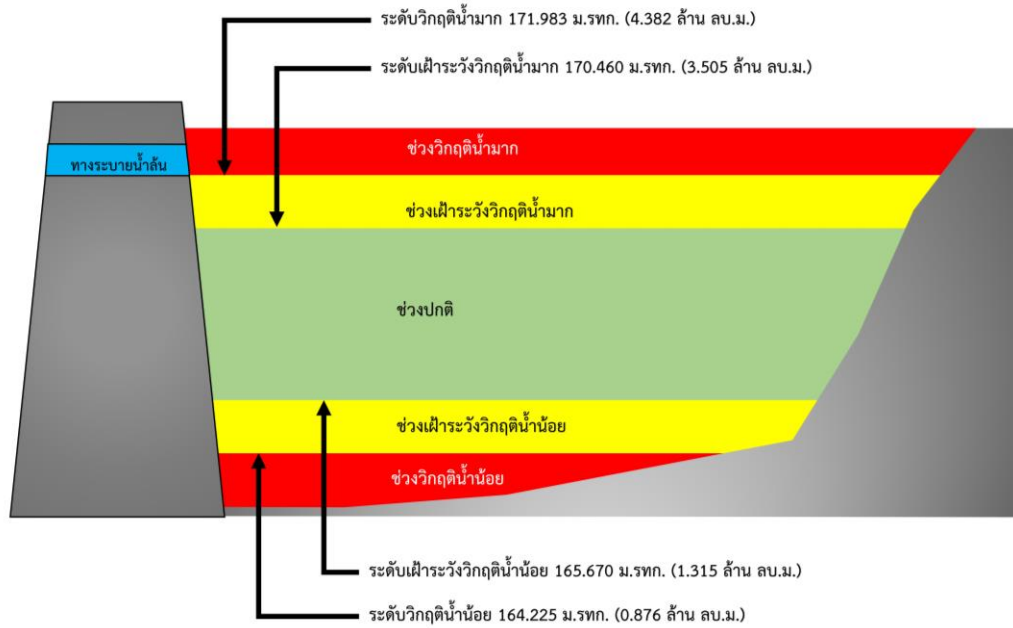 ระดับวิกฤติน้ำมาก 171.983 ม.รทก. (4.382 ล้าน ลบ.ม.)
ระดับเฝ้าระวังวิกฤติน้ำมาก 170.460 ม.รทก. (3.505 ล้าน ลบ.ม.)
ช่วงวิกฤติน้ำมาก
ทางระบายน้ำล้น
ช่วงเฝ้าระวังวิกฤติน้ำมาก
ช่วงปกติ
ช่วงเฝ้าระวังวิกฤติน้ำน้อย
ช่วงวิกฤติน้ำน้อย
ระดับเฝ้าระวังวิกฤติน้ำน้อย 165.670 ม.รทก. (1.315 ล้าน ลบ.ม.)
ระดับวิกฤติน้ำน้อย 164.225 ม.รทก. (0.876 ล้าน ลบ.ม.)